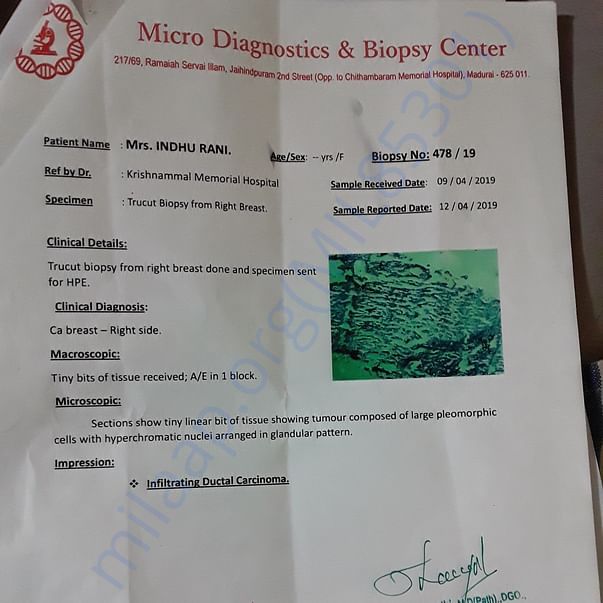 Micro Diagnostics & Biopsy Center
217/69, Ramaiah Servai Illam, Jaihindpuram 2nd Street (Opp. to Chithambaram Memorial Hospital), Madurai - 625 011.
Patient Name : Mrs. INDHU RANI. Age/Sex: -- yrs /F Biopsy No: 478 / 19
Ref by Dr. : Krishnammal Memorial Hospital Sample Received Date: 09 / 04 / 2019
Specimen : Trucut Biopsy from Right Breast. Sample Reported Date: 12 / 04 / 2019
Clinical Details:
Trucut biopsy from right breast done and specimen sent
for HPE.
Clinical Diagnosis:
Ca breast – Right side.
Macroscopic:
Tiny bits of tissue received; A/E in 1 block.
Microscopic:
Sections show tiny linear bit of tissue showing tumour composed of large pleomorphic
cells with hyperchromatic nuclei arranged in glandular pattern.
Impression:
❖ Infiltrating Ductal Carcinoma.
(Path).,DGO.,